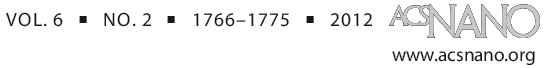 VOL. 6 ■ NO. 2 ■ 1766–1775 ■ 2012 ACSNANO
www.acsnano.org